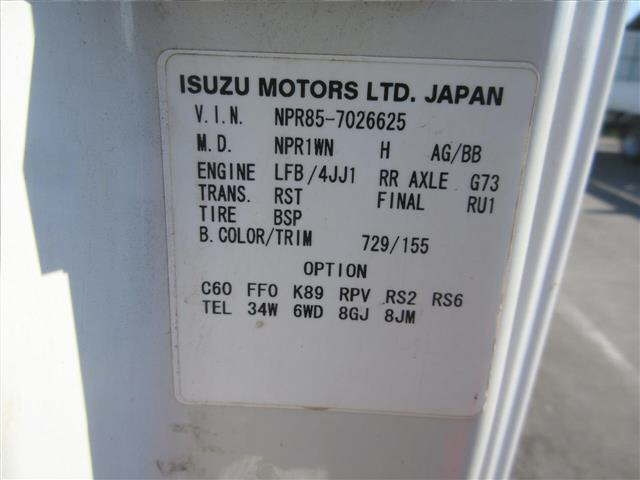 ISUZU MOTORS LTD. JAPAN
V.I.N. NPR85-7026625
M.D. NPR1WN H AG/BB
ENGINE LFB/4JJ1 RR AXLE G73
TRANS. RST FINAL RU1
TIRE BSP
B.COLOR/TRIM 729/155
OPTION
C60 FF0 K89 RPV RS2 RS6
TEL 34W 6WD 8GJ 8JM